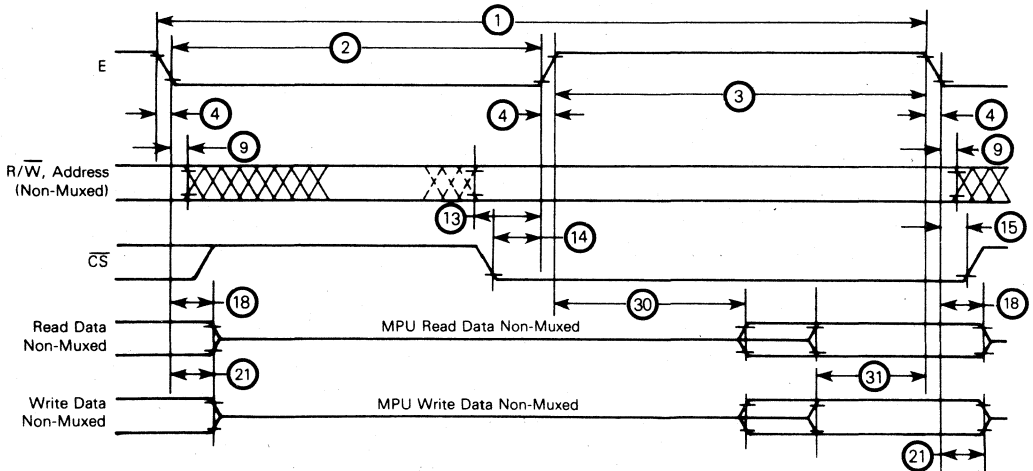 1
2
E
3
4
4
4
9
9
R/W̅, Address
(Non-Muxed)
13
14
15
C̅S̅
18
30
18
Read Data
Non-Muxed
MPU Read Data Non-Muxed
21
31
Write Data
Non-Muxed
MPU Write Data Non-Muxed
21